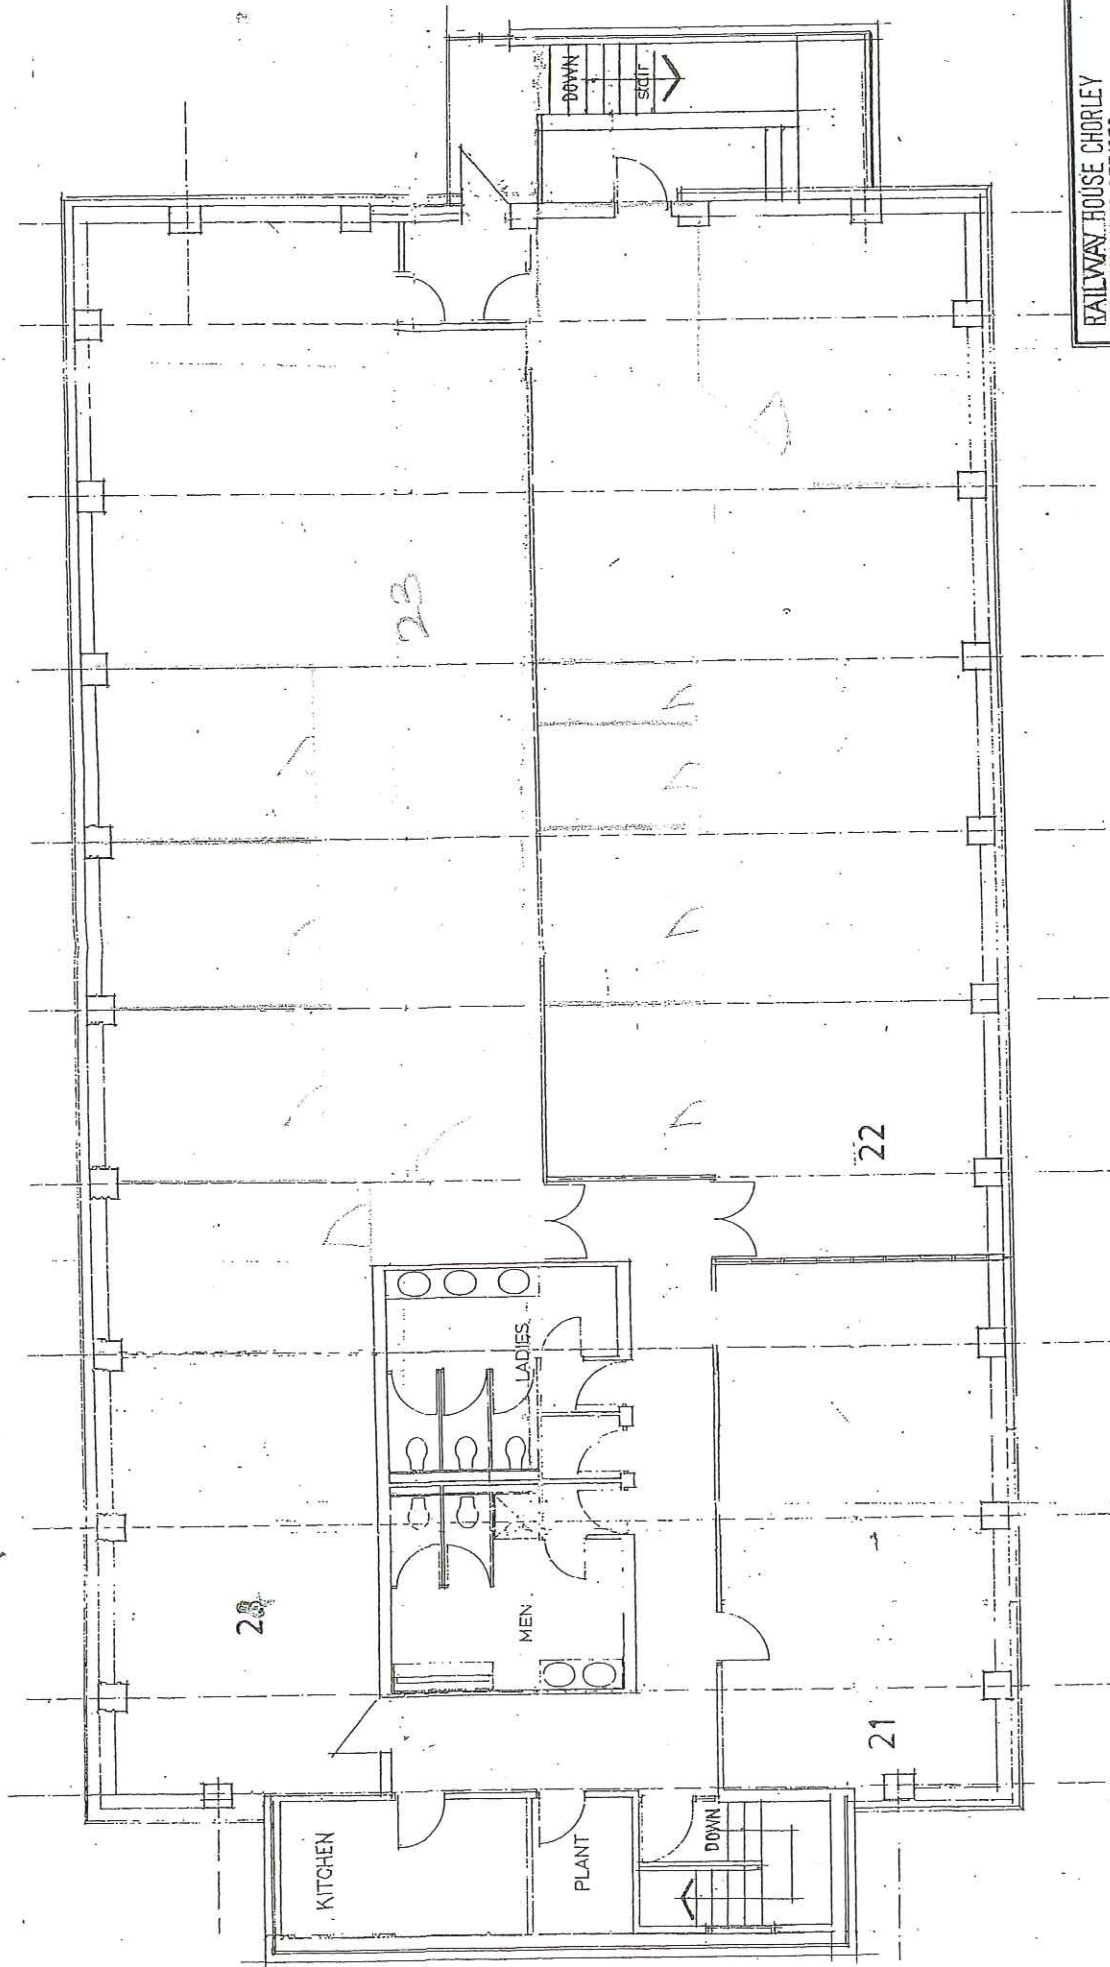 RAILWAY HOUSE CHORLEY
DOWN
stair
23
22
LADIES
MEN
21
KITCHEN
PLANT
DOWN